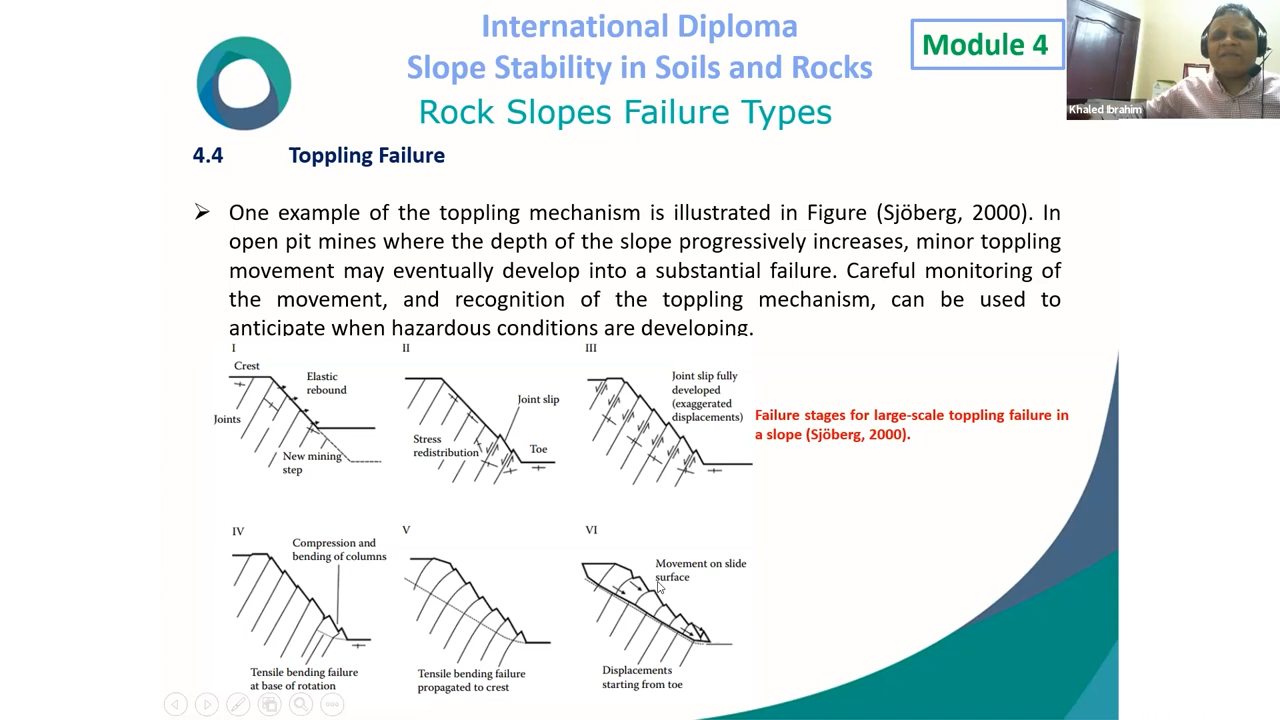 International Diploma
Slope Stability in Soils and Rocks
Rock Slopes Failure Types
Module 4
Khaled Ibrahim
4.4 Toppling Failure
One example of the toppling mechanism is illustrated in Figure (Sjöberg, 2000). In
open pit mines where the depth of the slope progressively increases, minor toppling
movement may eventually develop into a substantial failure. Careful monitoring of
the movement, and recognition of the toppling mechanism, can be used to
anticipate when hazardous conditions are developing.
I
Crest
Elastic
rebound
Joints
New mining
step
II
Joint slip
Stress
redistribution
Toe
III
Joint slip fully
developed
(exaggerated
displacements)
Failure stages for large-scale toppling failure in
a slope (Sjöberg, 2000).
IV
Compression and
bending of columns
Tensile bending failure
at base of rotation
V
Tensile bending failure
propagated to crest
VI
Movement on slide
surface
Displacements
starting from toe